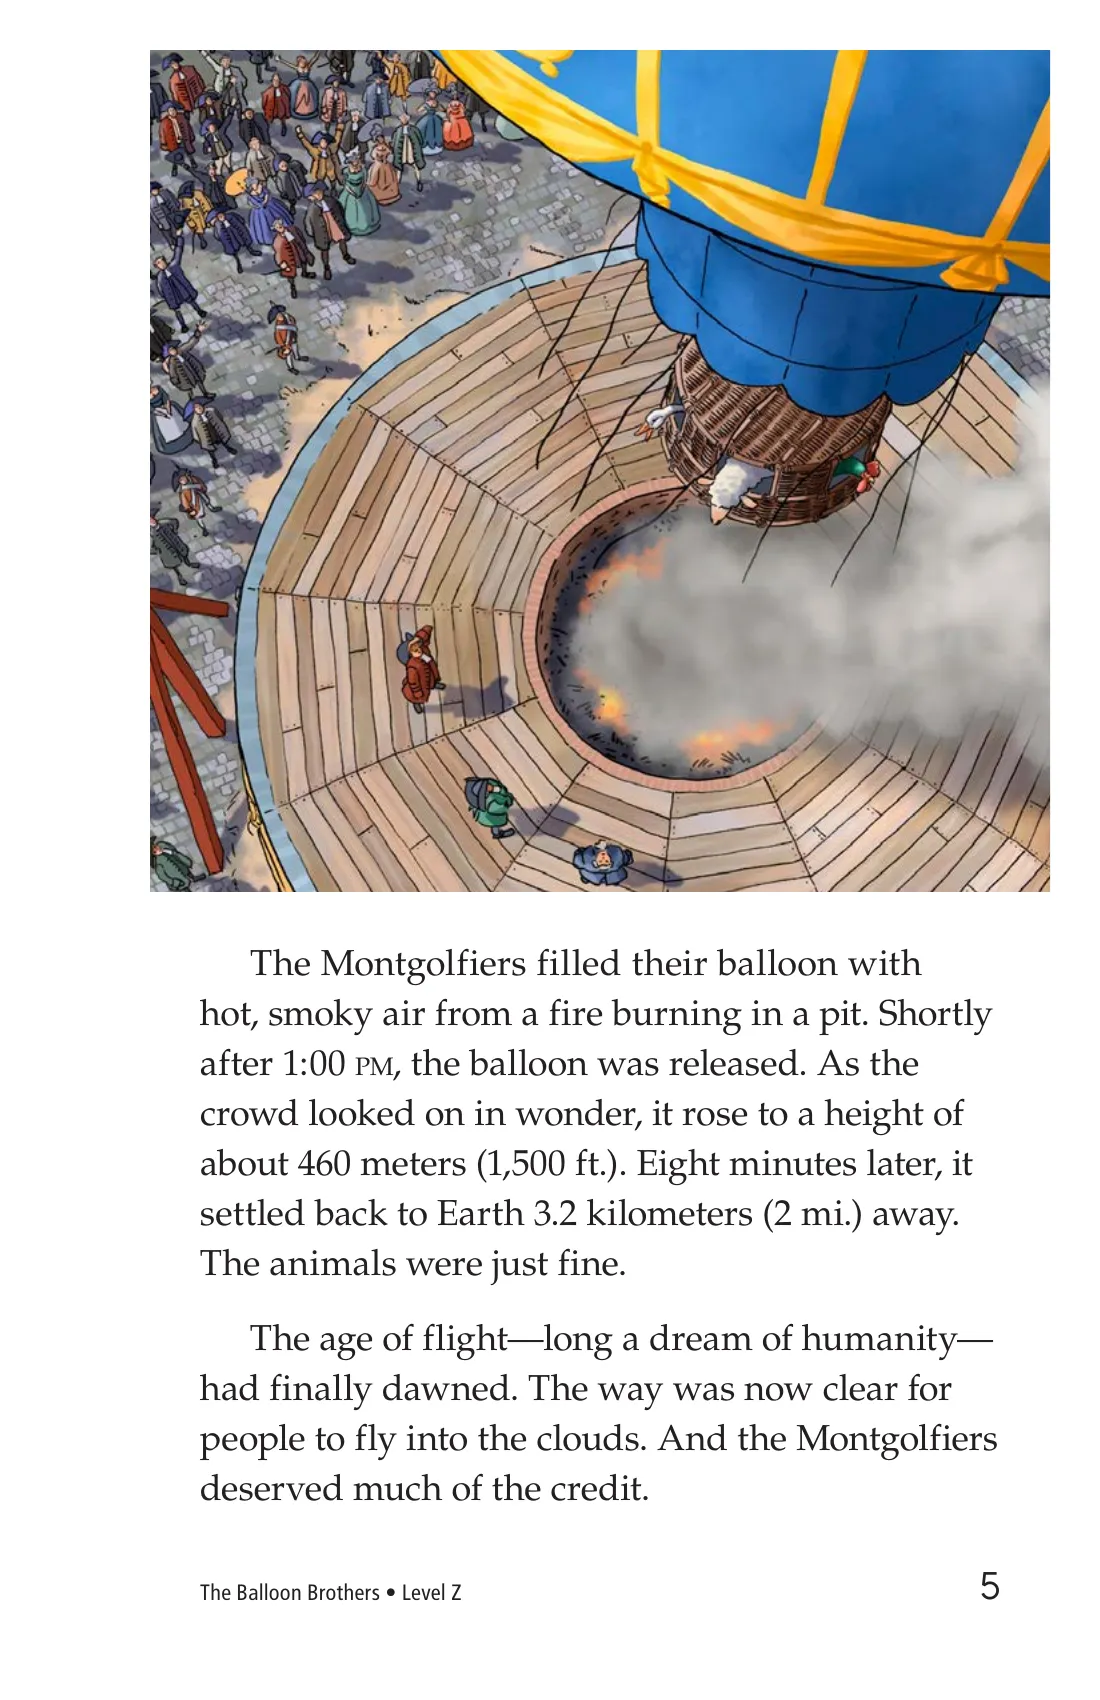 The Montgolfiers filled their balloon with
hot, smoky air from a fire burning in a pit. Shortly
after 1:00 PM, the balloon was released. As the
crowd looked on in wonder, it rose to a height of
about 460 meters (1,500 ft.). Eight minutes later, it
settled back to Earth 3.2 kilometers (2 mi.) away.
The animals were just fine.
The age of flight—long a dream of humanity—
had finally dawned. The way was now clear for
people to fly into the clouds. And the Montgolfiers
deserved much of the credit.
The Balloon Brothers • Level Z
5